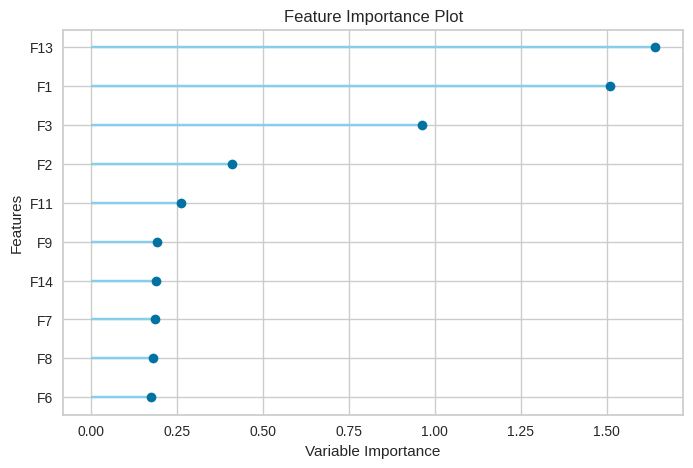 Feature Importance Plot
F13
F1
F3
F2
F11
F9
F14
F7
F8
F6
Features
0.00 0.25 0.50 0.75 1.00 1.25 1.50
Variable Importance